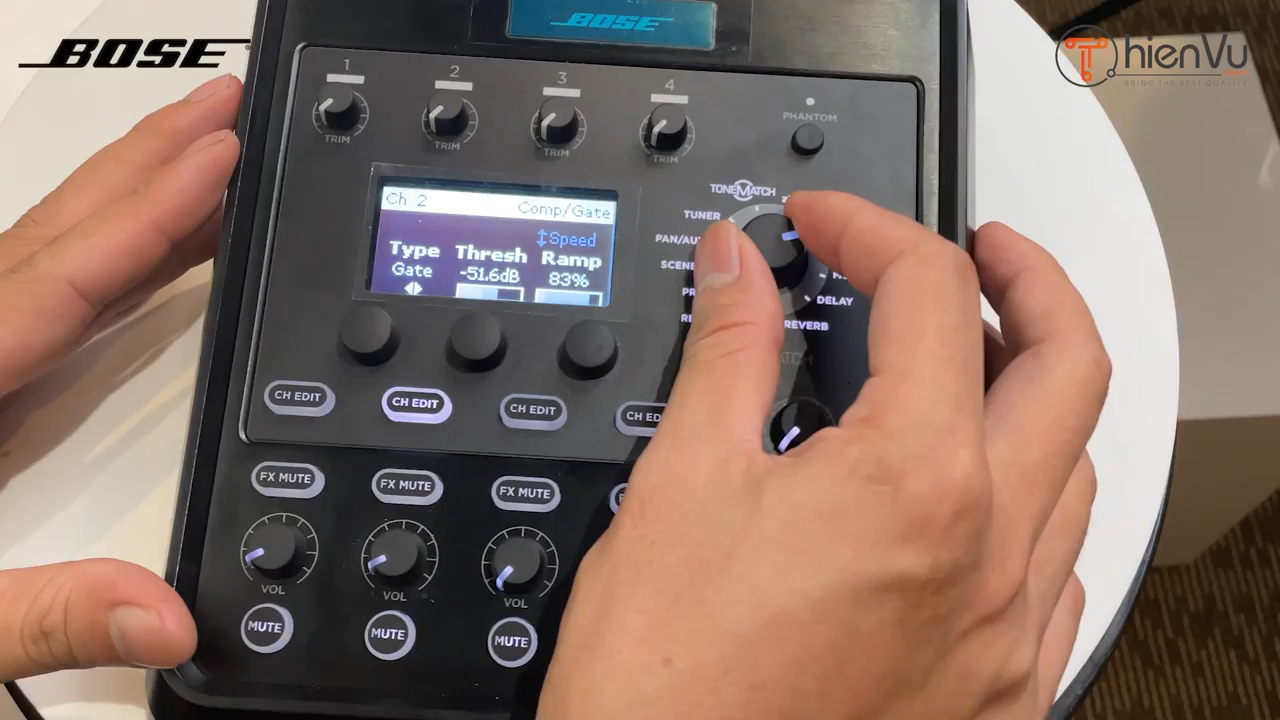 BOSE
BOSE
ThienVu
BRING THE BEST QUALITY
1
2
3
4
TRIM
TRIM
TRIM
TRIM
PHANTOM
Ch 2
Comp/Gate
Speed
Type
Thresh
Ramp
Gate
-51.6dB
83%
TONEMATCH
TUNER
DELAY
REVERB
CH EDIT
CH EDIT
CH EDIT
FX MUTE
FX MUTE
FX MUTE
VOL
VOL
VOL
MUTE
MUTE
MUTE